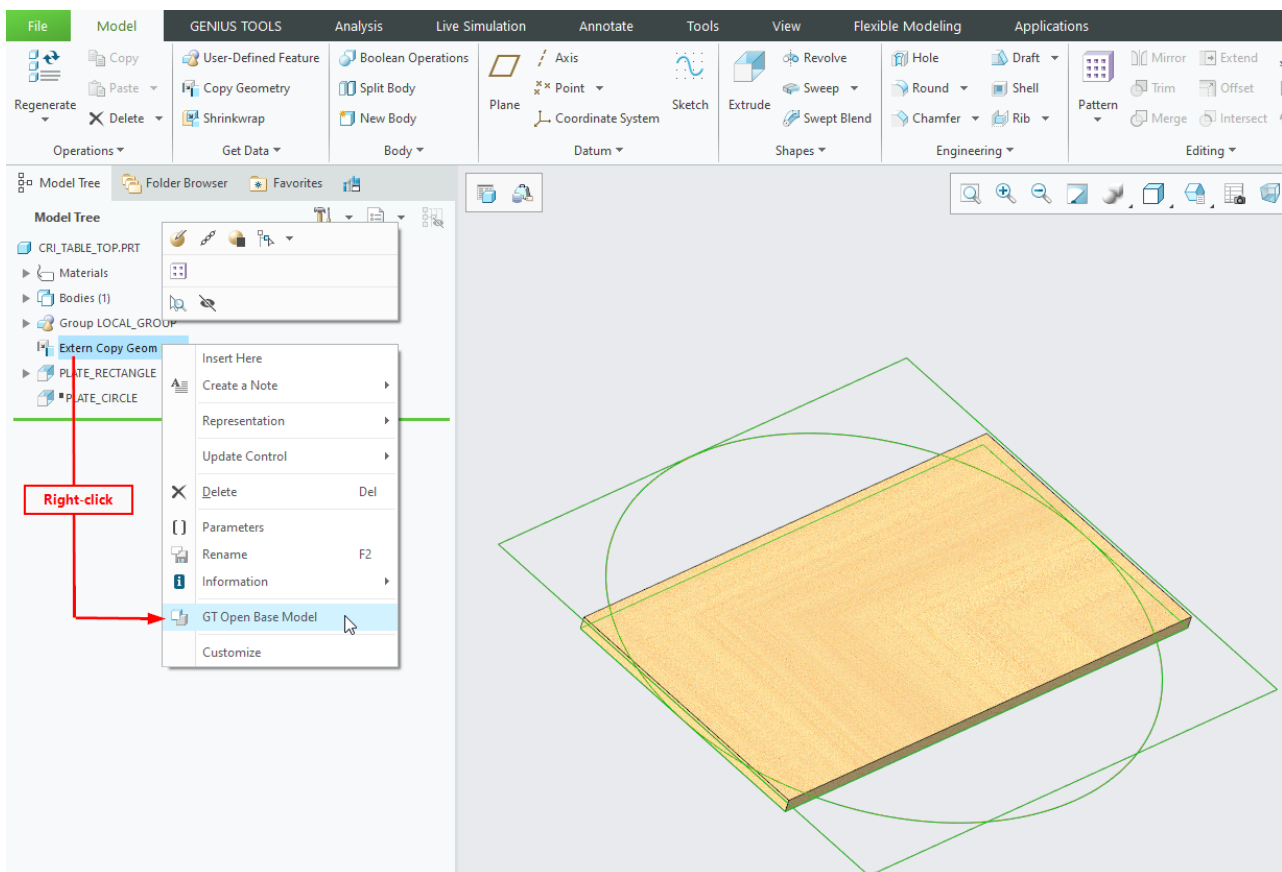 File Model GENIUS TOOLS Analysis Live Simulation Annotate Tools View Flexible Modeling Applications
Copy User-Defined Feature Boolean Operations Axis Revolve Hole Draft Mirror Extend
Paste Copy Geometry Split Body Point Sweep Round Shell Trim Offset
Regenerate Plane Sketch Extrude Pattern
Delete Shrinkwrap New Body Coordinate System Swept Blend Chamfer Rib Merge Intersect
Operations Get Data Body Datum Shapes Engineering Editing
Model Tree Folder Browser Favorites
Model Tree
CRI_TABLE_TOP.PRT
Materials
Bodies (1)
Group LOCAL_GROUP
Extern Copy Geom
PLATE_RECTANGLE
PLATE_CIRCLE
Insert Here
Create a Note
Representation
Update Control
Delete Del
Parameters
Rename F2
Information
GT Open Base Model
Customize
Right-click